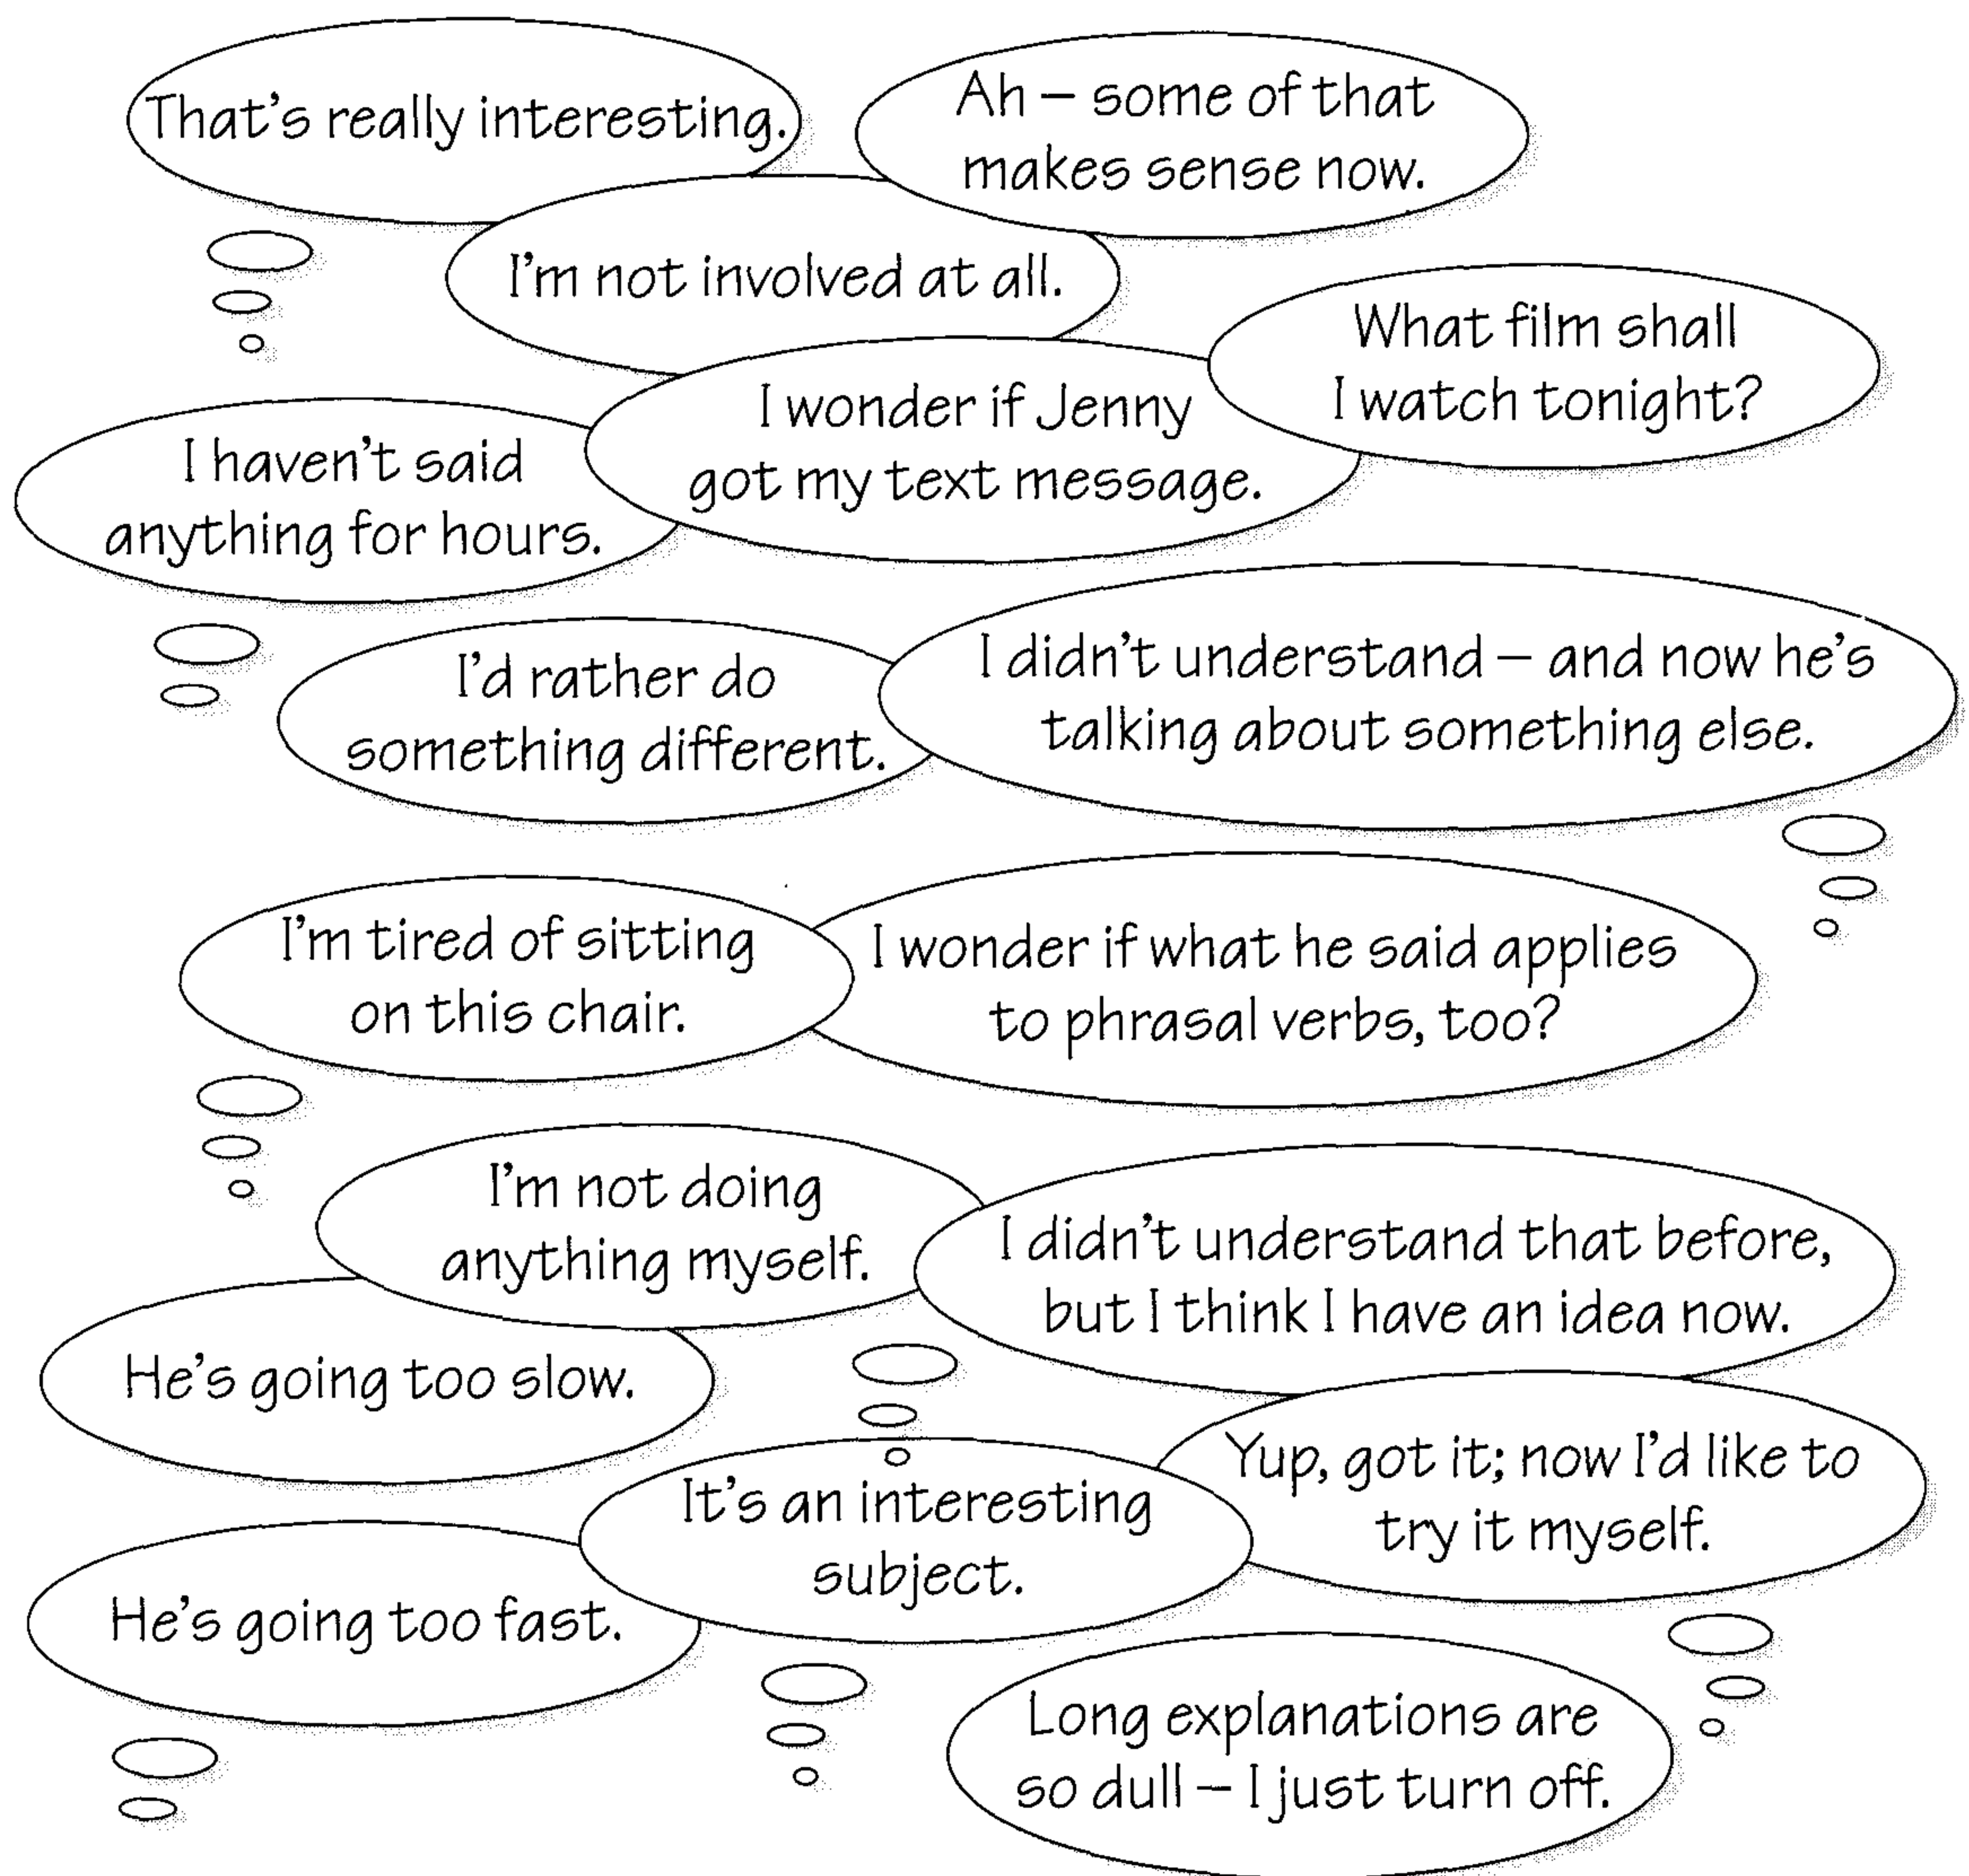 That's really interesting.
Ah – some of that
makes sense now.
I'm not involved at all.
What film shall
I watch tonight?
I wonder if Jenny
got my text message.
I haven't said
anything for hours.
I'd rather do
something different.
I didn't understand – and now he's
talking about something else.
I'm tired of sitting
on this chair.
I wonder if what he said applies
to phrasal verbs, too?
I'm not doing
anything myself.
I didn't understand that before,
but I think I have an idea now.
He's going too slow.
Yup, got it; now I'd like to
try it myself.
It's an interesting
subject.
He's going too fast.
Long explanations are
so dull – I just turn off.